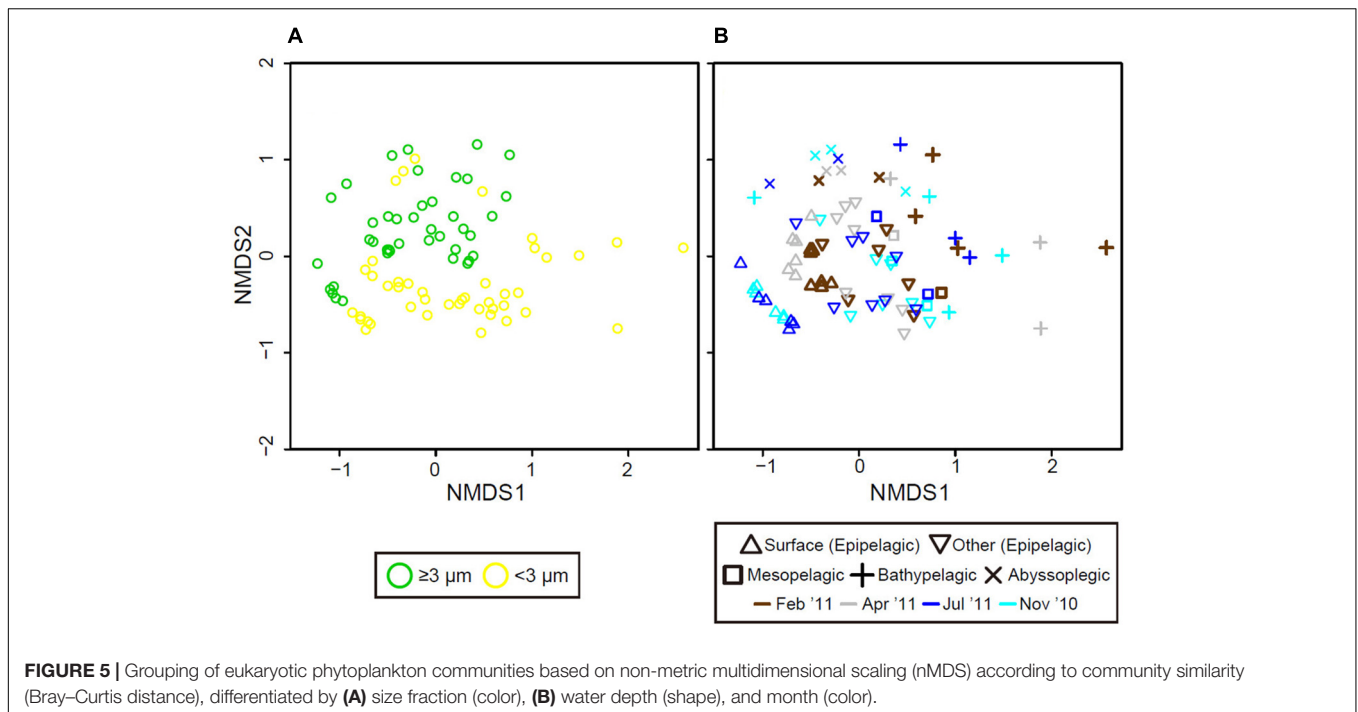 A
B
2
1
0
−1
−2
NMDS2
−1 0 1 2
−1 0 1 2
NMDS1
NMDS1
≥3 µm <3 µm
Surface (Epipelagic) Other (Epipelagic)
Mesopelagic Bathypelagic Abyssoplegic
Feb '11 Apr '11 Jul '11 Nov '10
FIGURE 5 | Grouping of eukaryotic phytoplankton communities based on non-metric multidimensional scaling (nMDS) according to community similarity
(Bray–Curtis distance), differentiated by (A) size fraction (color), (B) water depth (shape), and month (color).